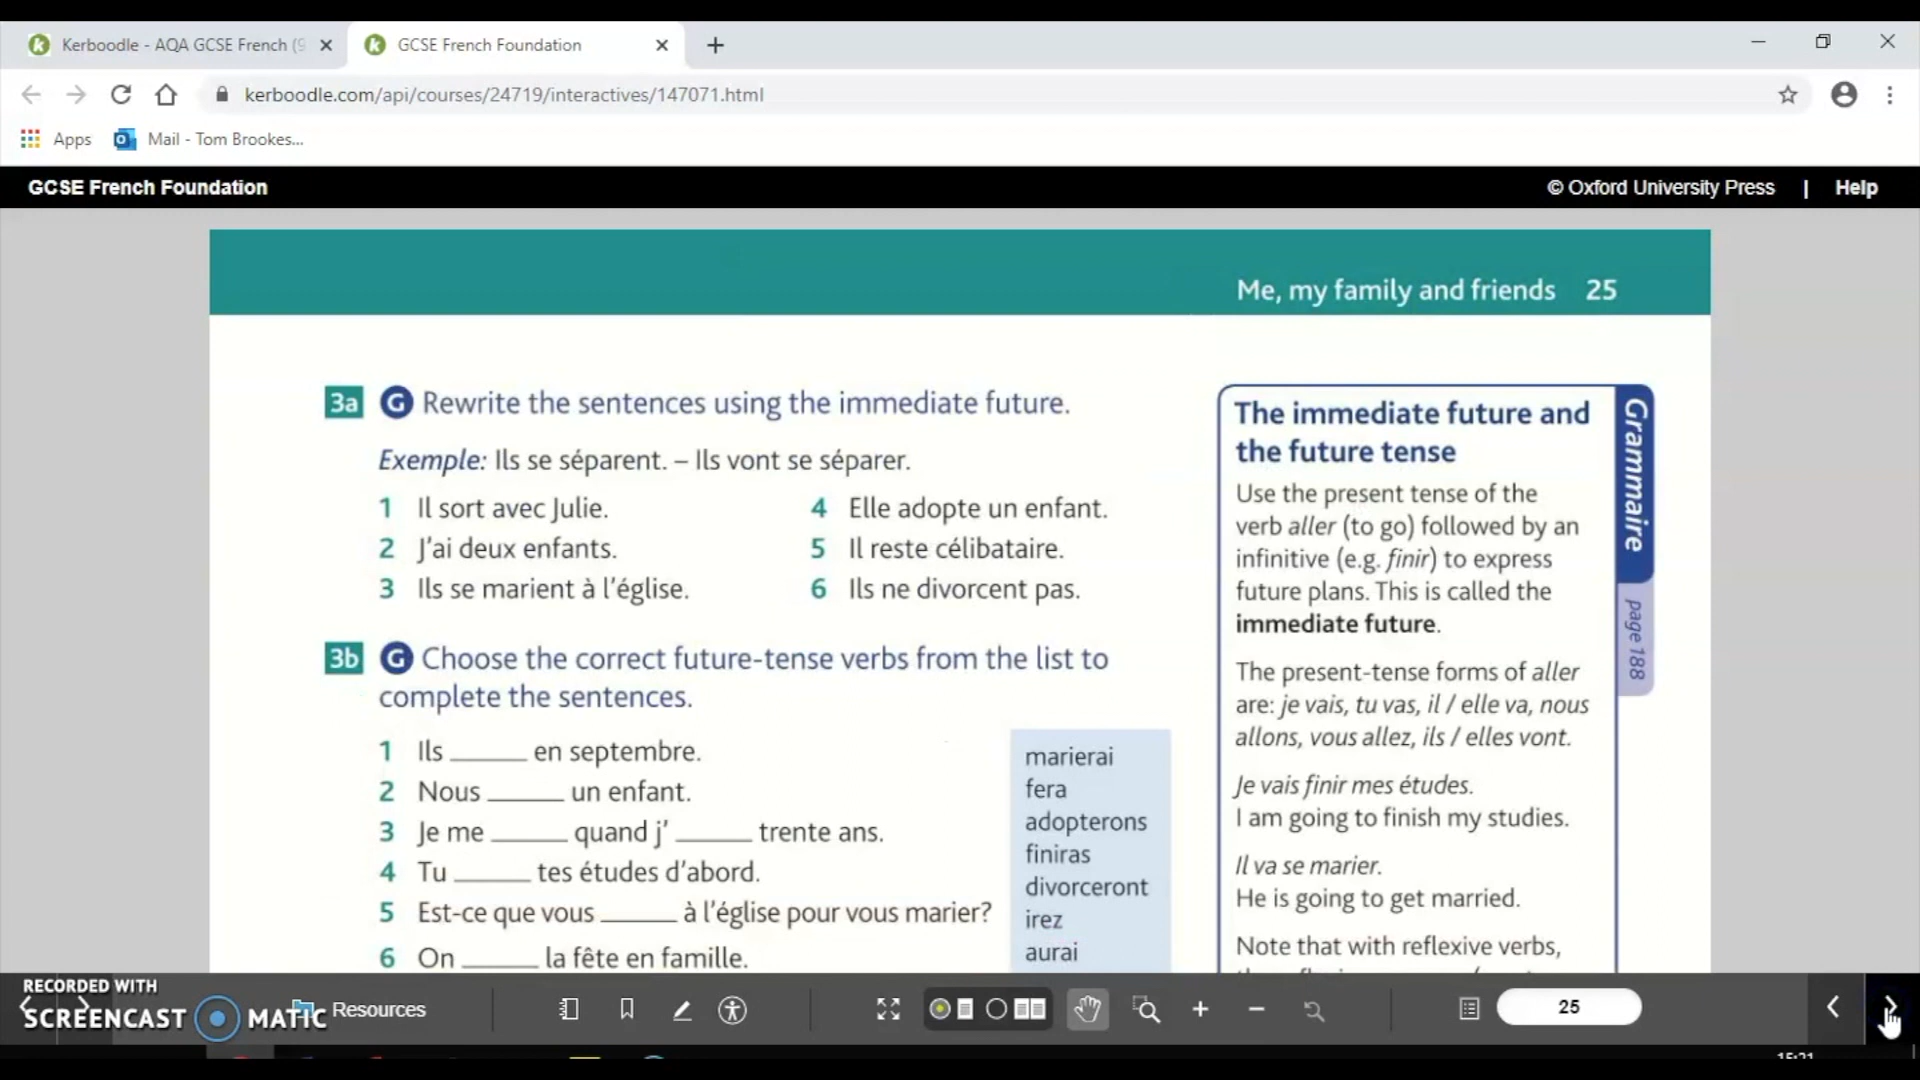 Kerboodle - AQA GCSE French (9
GCSE French Foundation
kerboodle.com/api/courses/24719/interactives/147071.html
Apps
Mail - Tom Brookes...
GCSE French Foundation
© Oxford University Press | Help
Me, my family and friends 25
3a G Rewrite the sentences using the immediate future.
Exemple: Ils se séparent. – Ils vont se séparer.
1 Il sort avec Julie.
2 J'ai deux enfants.
3 Ils se marient à l'église.
4 Elle adopte un enfant.
5 Il reste célibataire.
6 Ils ne divorcent pas.
3b G Choose the correct future-tense verbs from the list to
complete the sentences.
1 Ils _____ en septembre.
2 Nous _____ un enfant.
3 Je me _____ quand j' _____ trente ans.
4 Tu _____ tes études d'abord.
5 Est-ce que vous _____ à l'église pour vous marier?
6 On _____ la fête en famille.
marierai
fera
adopterons
finiras
divorceront
irez
aurai
The immediate future and
the future tense
Use the present tense of the
verb aller (to go) followed by an
infinitive (e.g. finir) to express
future plans. This is called the
immediate future.
The present-tense forms of aller
are: je vais, tu vas, il / elle va, nous
allons, vous allez, ils / elles vont.
Je vais finir mes études.
I am going to finish my studies.
Il va se marier.
He is going to get married.
Note that with reflexive verbs,
Grammaire
page 188
RECORDED WITH
SCREENCAST MATIC
Resources
25
15:21